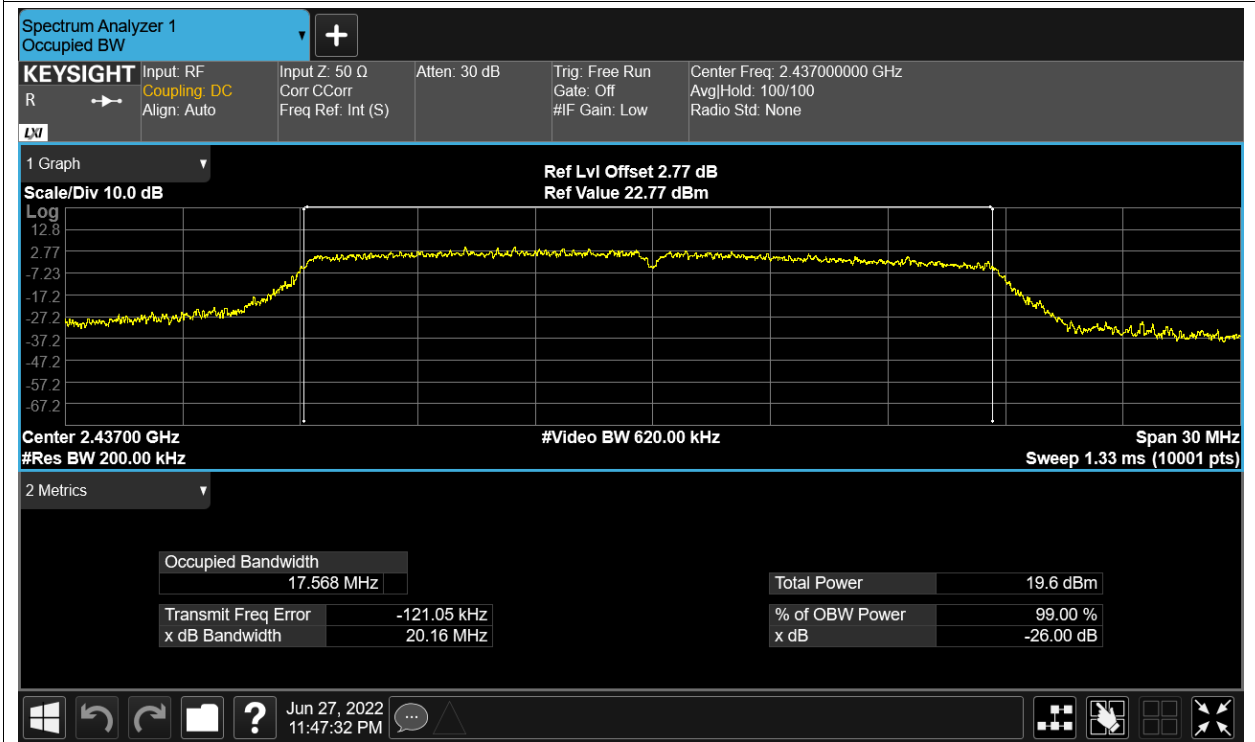 Spectrum Analyzer 1
Occupied BW
KEYSIGHT
R
LXI
Input: RF
Coupling: DC
Align: Auto
Input Z: 50 Ω
Corr CCorr
Freq Ref: Int (S)
Atten: 30 dB
Trig: Free Run
Gate: Off
#IF Gain: Low
Center Freq: 2.437000000 GHz
Avg|Hold: 100/100
Radio Std: None
1 Graph
Scale/Div 10.0 dB
Ref Lvl Offset 2.77 dB
Ref Value 22.77 dBm
Log
12.8
2.77
-7.23
-17.2
-27.2
-37.2
-47.2
-57.2
-67.2
Center 2.43700 GHz
#Video BW 620.00 kHz
Span 30 MHz
#Res BW 200.00 kHz
Sweep 1.33 ms (10001 pts)
2 Metrics
Occupied Bandwidth
17.568 MHz
Total Power 19.6 dBm
Transmit Freq Error -121.05 kHz
% of OBW Power 99.00 %
x dB Bandwidth 20.16 MHz
x dB -26.00 dB
?
Jun 27, 2022
11:47:32 PM